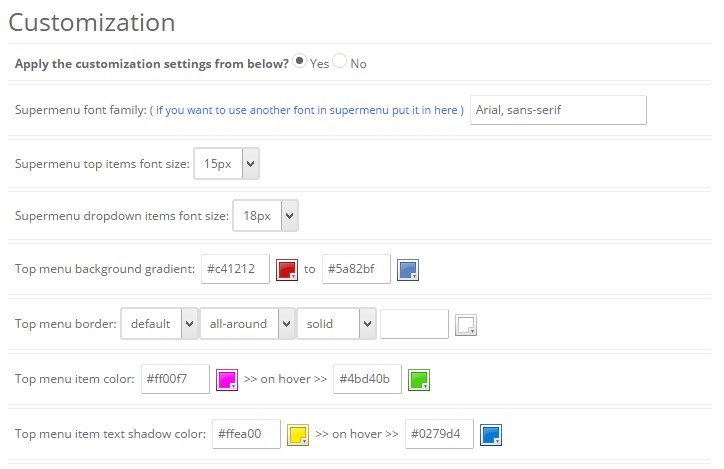 Customization
Apply the customization settings from below? Yes No
Supermenu font family: ( if you want to use another font in supermenu put it in here ) Arial, sans-serif
Supermenu top items font size: 15px
Supermenu dropdown items font size: 18px
Top menu background gradient: #c41212 to #5a82bf
Top menu border: default all-around solid
Top menu item color: #ff00f7 >> on hover >> #4bd40b
Top menu item text shadow color: #ffea00 >> on hover >> #0279d4